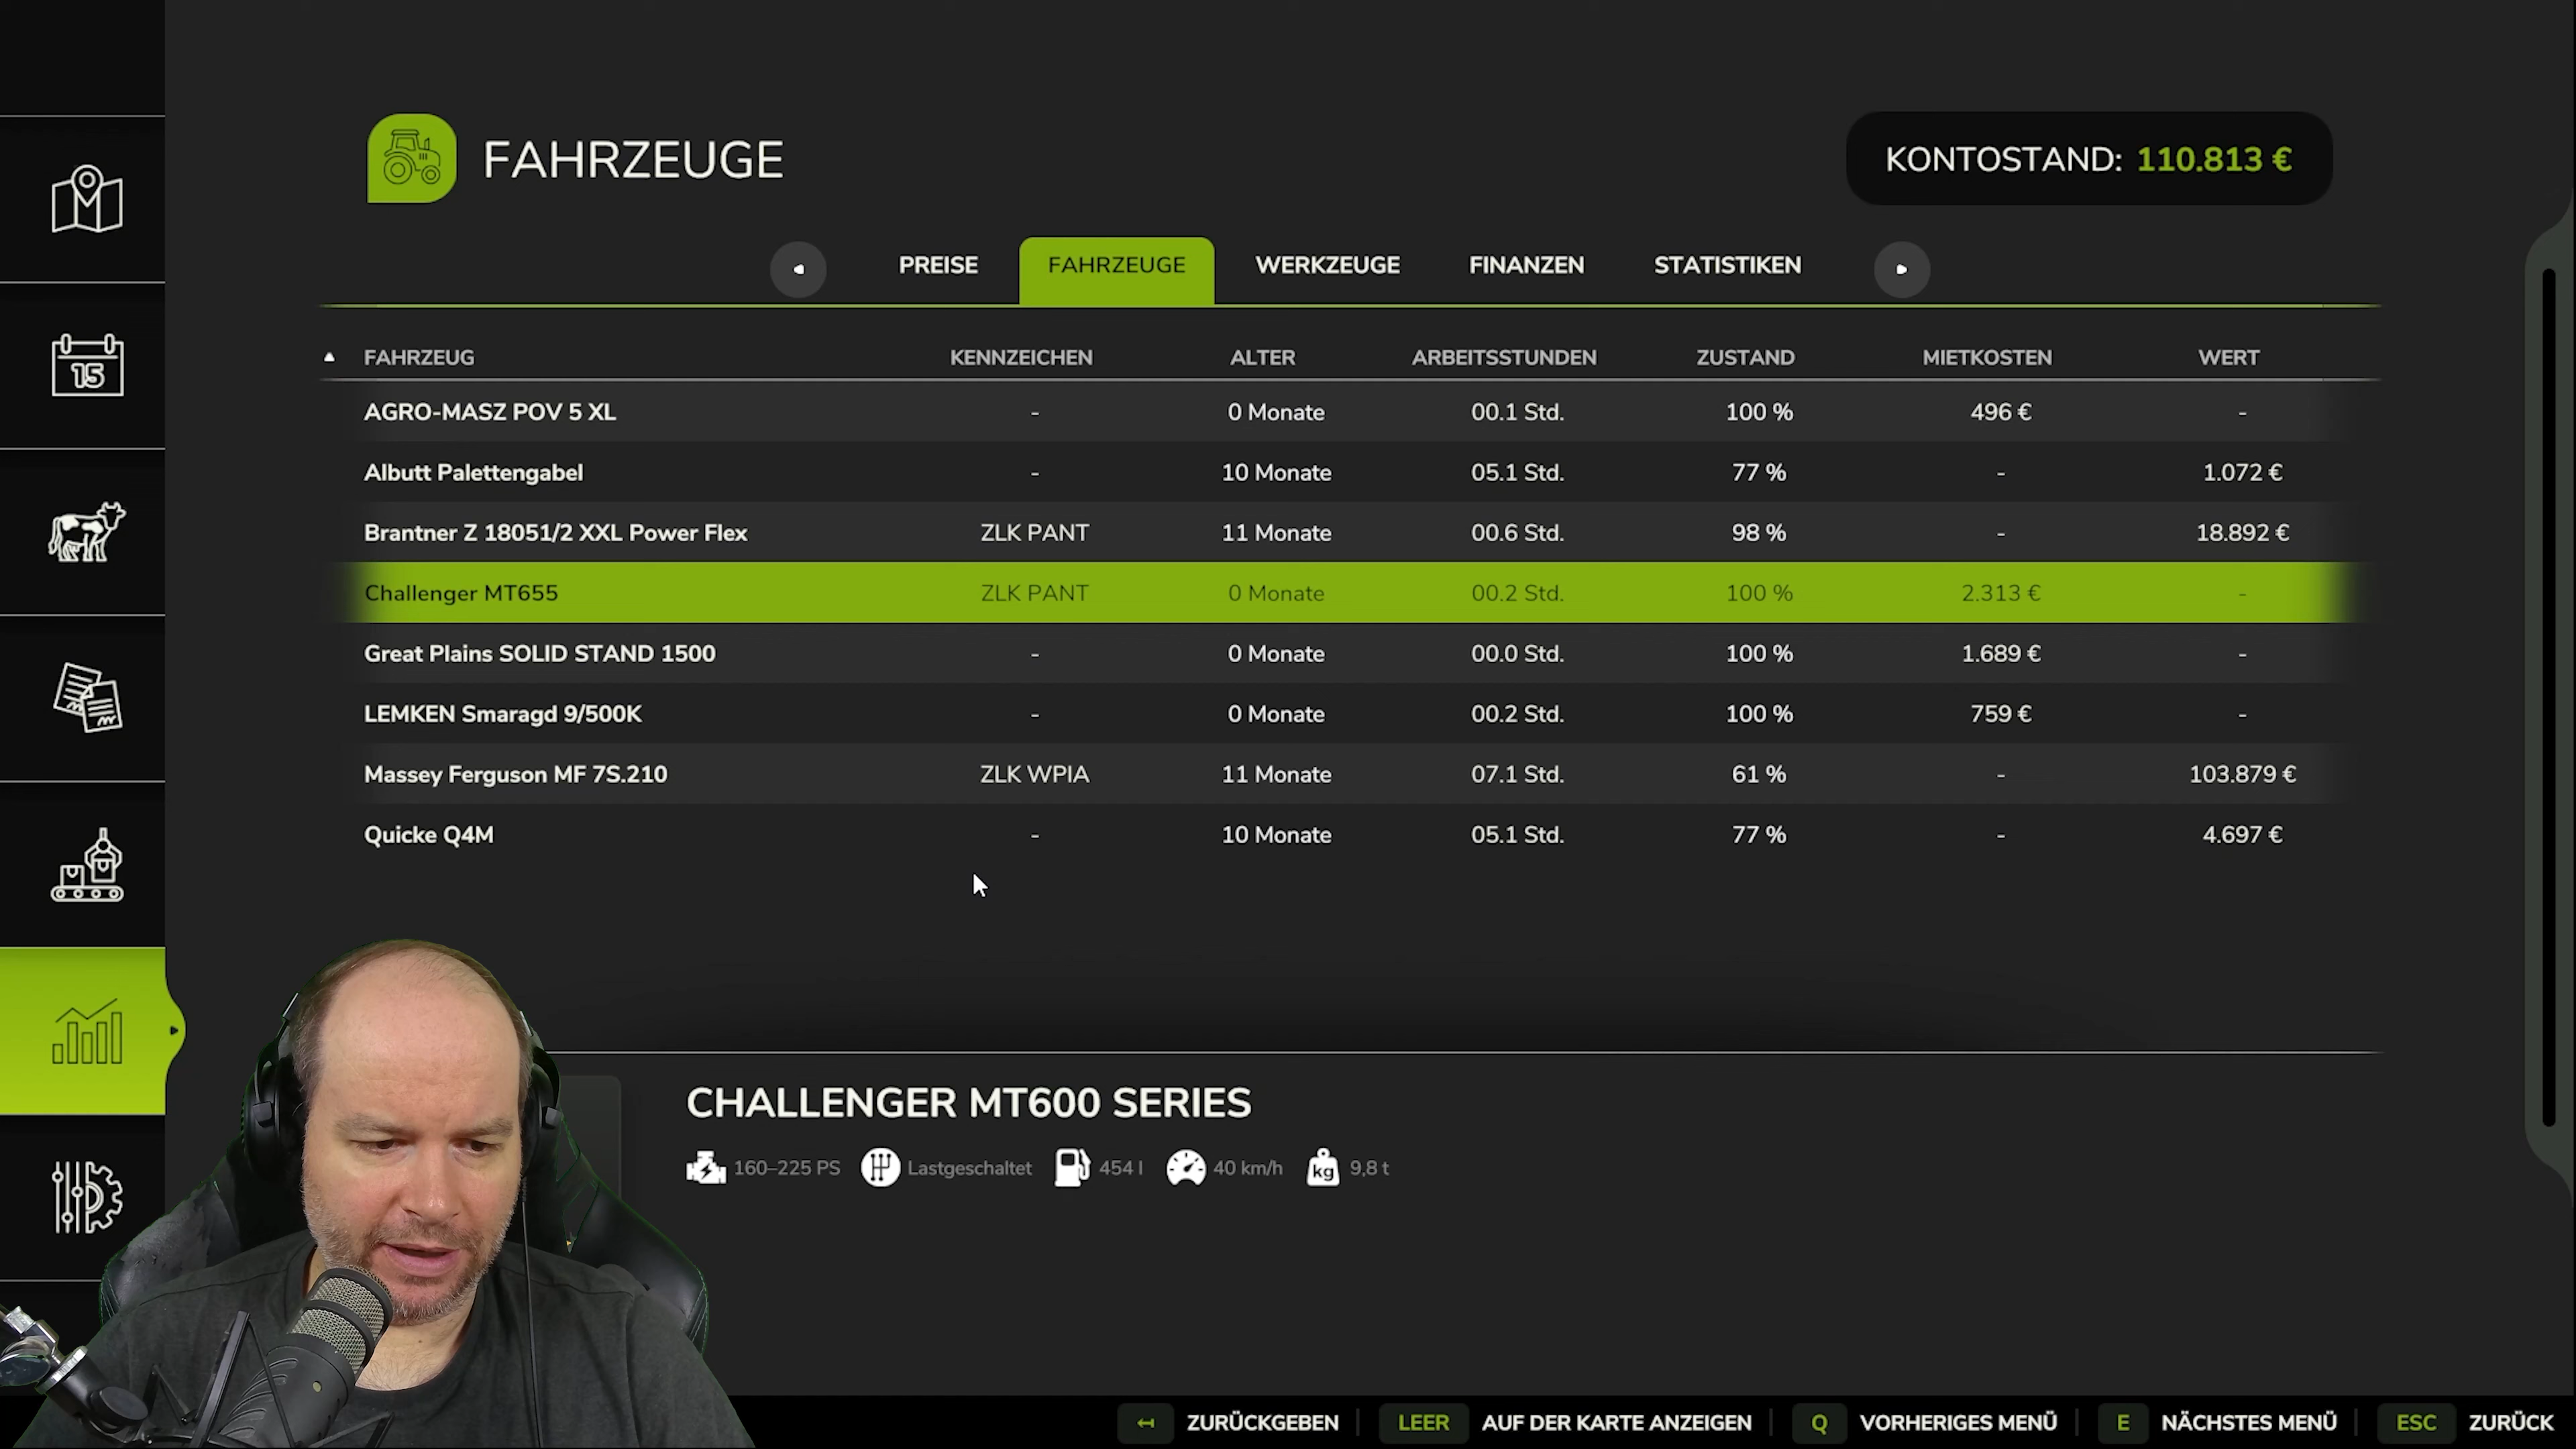 FAHRZEUGE
KONTOSTAND: 110.813 €
PREISE FAHRZEUGE WERKZEUGE FINANZEN STATISTIKEN
FAHRZEUG KENNZEICHEN ALTER ARBEITSSTUNDEN ZUSTAND MIETKOSTEN WERT
AGRO-MASZ POV 5 XL - 0 Monate 00.1 Std. 100 % 496 € -
Albutt Palettengabel - 10 Monate 05.1 Std. 77 % - 1.072 €
Brantner Z 18051/2 XXL Power Flex ZLK PANT 11 Monate 00.6 Std. 98 % - 18.892 €
Challenger MT655 ZLK PANT 0 Monate 00.2 Std. 100 % 2.313 € -
Great Plains SOLID STAND 1500 - 0 Monate 00.0 Std. 100 % 1.689 € -
LEMKEN Smaragd 9/500K - 0 Monate 00.2 Std. 100 % 759 € -
Massey Ferguson MF 7S.210 ZLK WPIA 11 Monate 07.1 Std. 61 % - 103.879 €
Quicke Q4M - 10 Monate 05.1 Std. 77 % - 4.697 €
15
CHALLENGER MT600 SERIES
160–225 PS Lastgeschaltet 454 l 40 km/h kg 9,8 t
ZURÜCKGEBEN LEER AUF DER KARTE ANZEIGEN Q VORHERIGES MENÜ E NÄCHSTES MENÜ ESC ZURÜCK